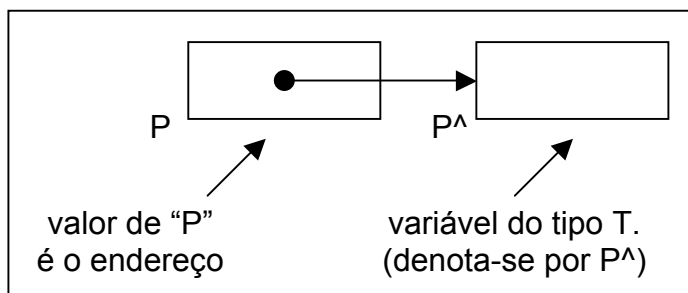 P
P^
valor de “P”
é o endereço
variável do tipo T.
(denota-se por P^)